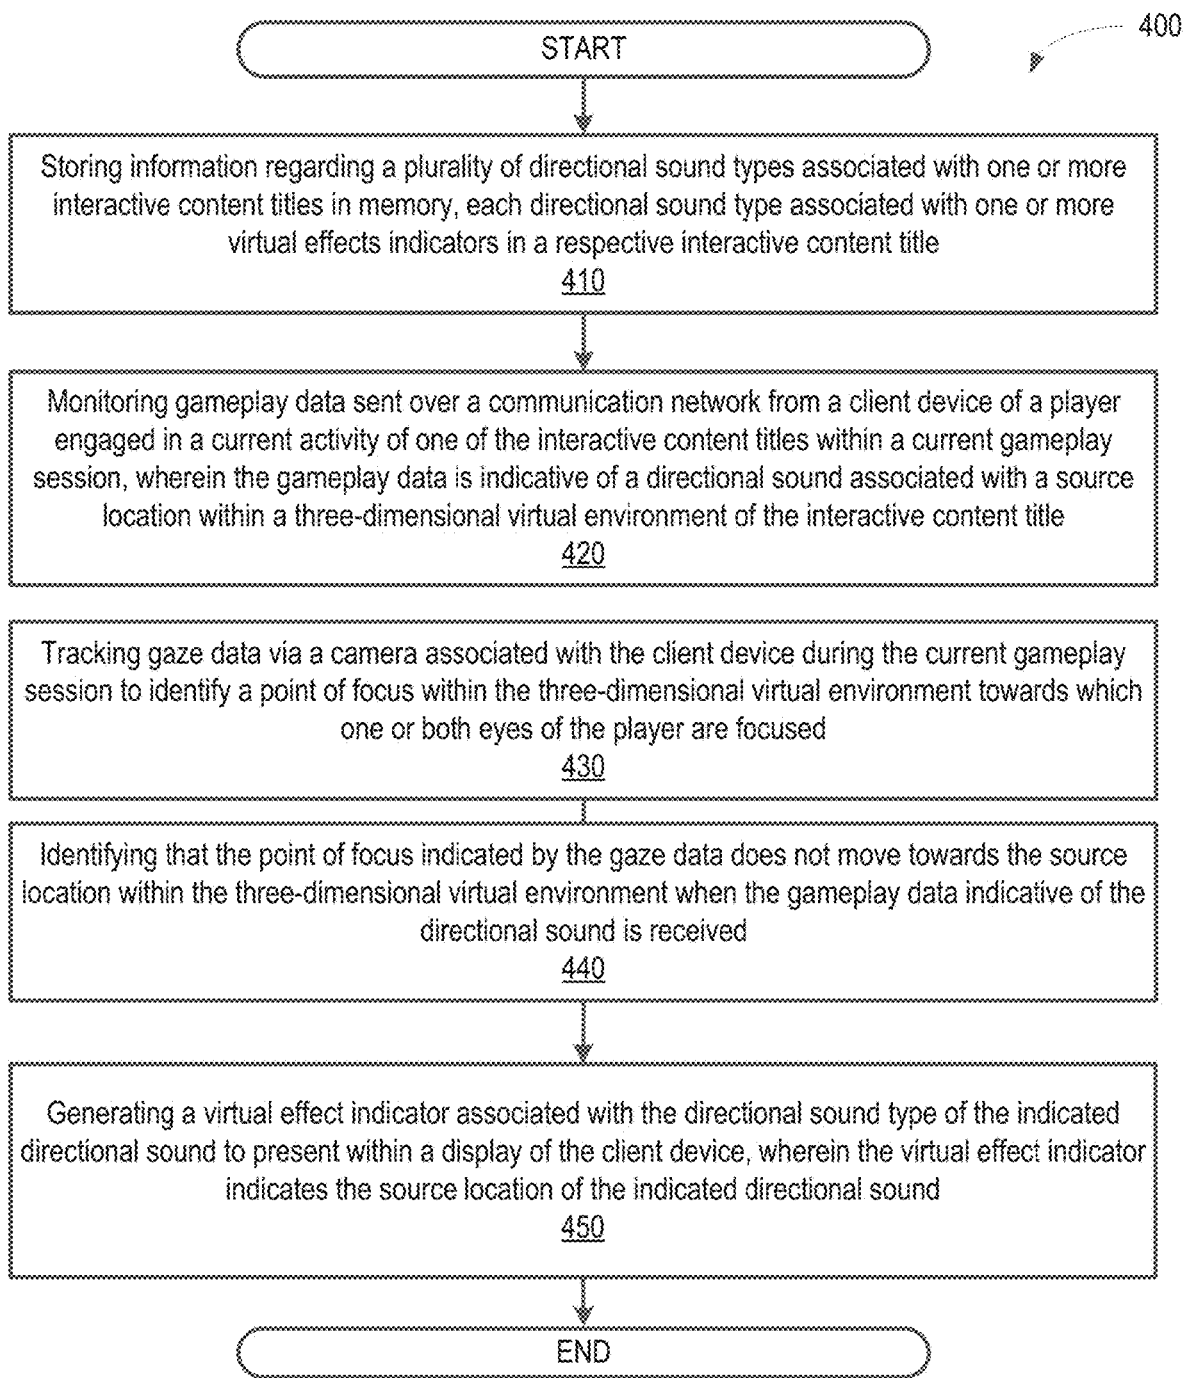 START
400
Storing information regarding a plurality of directional sound types associated with one or more
interactive content titles in memory, each directional sound type associated with one or more
virtual effects indicators in a respective interactive content title
410
Monitoring gameplay data sent over a communication network from a client device of a player
engaged in a current activity of one of the interactive content titles within a current gameplay
session, wherein the gameplay data is indicative of a directional sound associated with a source
location within a three-dimensional virtual environment of the interactive content title
420
Tracking gaze data via a camera associated with the client device during the current gameplay
session to identify a point of focus within the three-dimensional virtual environment towards which
one or both eyes of the player are focused
430
Identifying that the point of focus indicated by the gaze data does not move towards the source
location within the three-dimensional virtual environment when the gameplay data indicative of the
directional sound is received
440
Generating a virtual effect indicator associated with the directional sound type of the indicated
directional sound to present within a display of the client device, wherein the virtual effect indicator
indicates the source location of the indicated directional sound
450
END